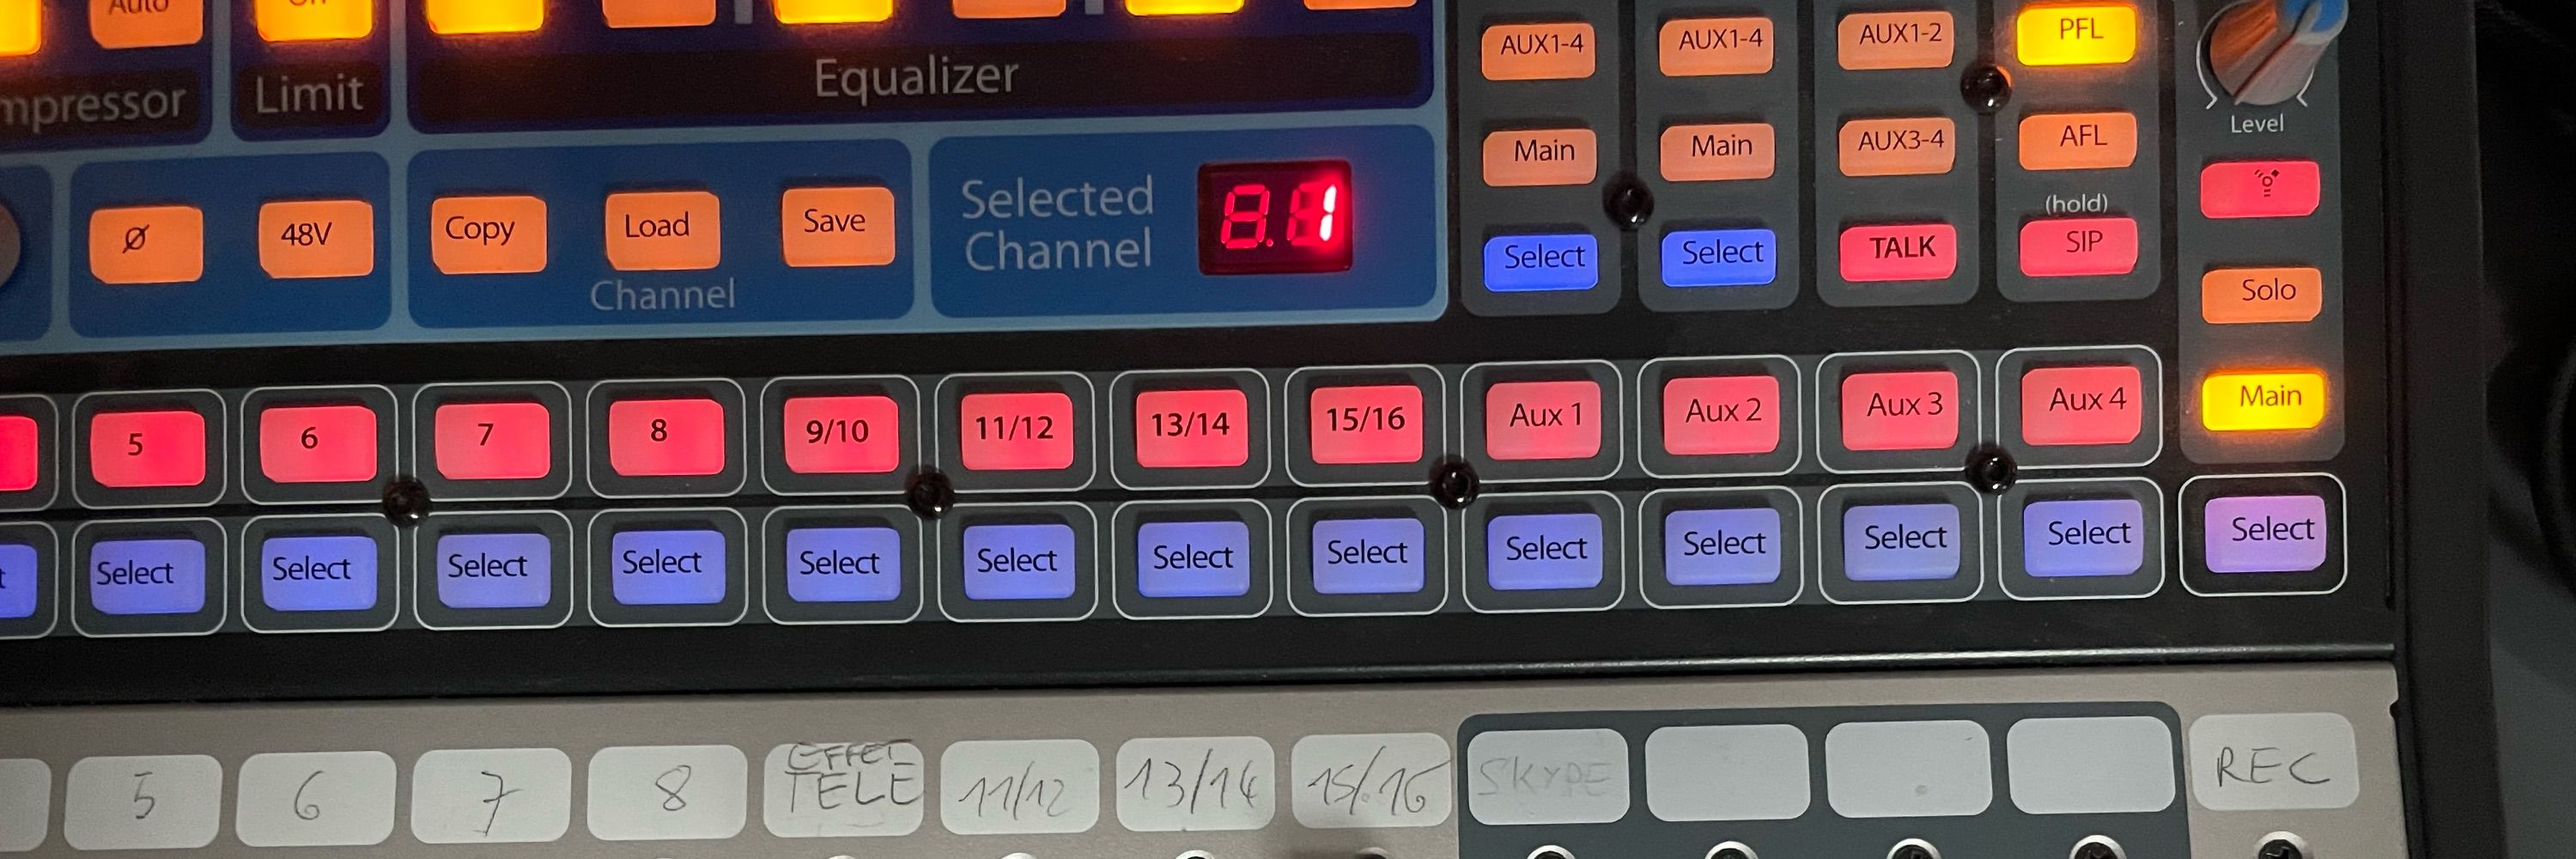 Auto
On
mpressor
Limit
Equalizer
AUX1-4
AUX1-4
AUX1-2
PFL
Level
Main
Main
AUX3-4
AFL
Ø
48V
Copy
Load
Save
Channel
Selected
Channel
1
Select
Select
TALK
(hold)
SIP
Solo
Main
5
6
7
8
9/10
11/12
13/14
15/16
Aux 1
Aux 2
Aux 3
Aux 4
Select
Select
Select
Select
Select
Select
Select
Select
Select
Select
Select
Select
Select
5
6
7
8
EFFET
TELE
11/12
13/14
15/16
SKYPE
REC